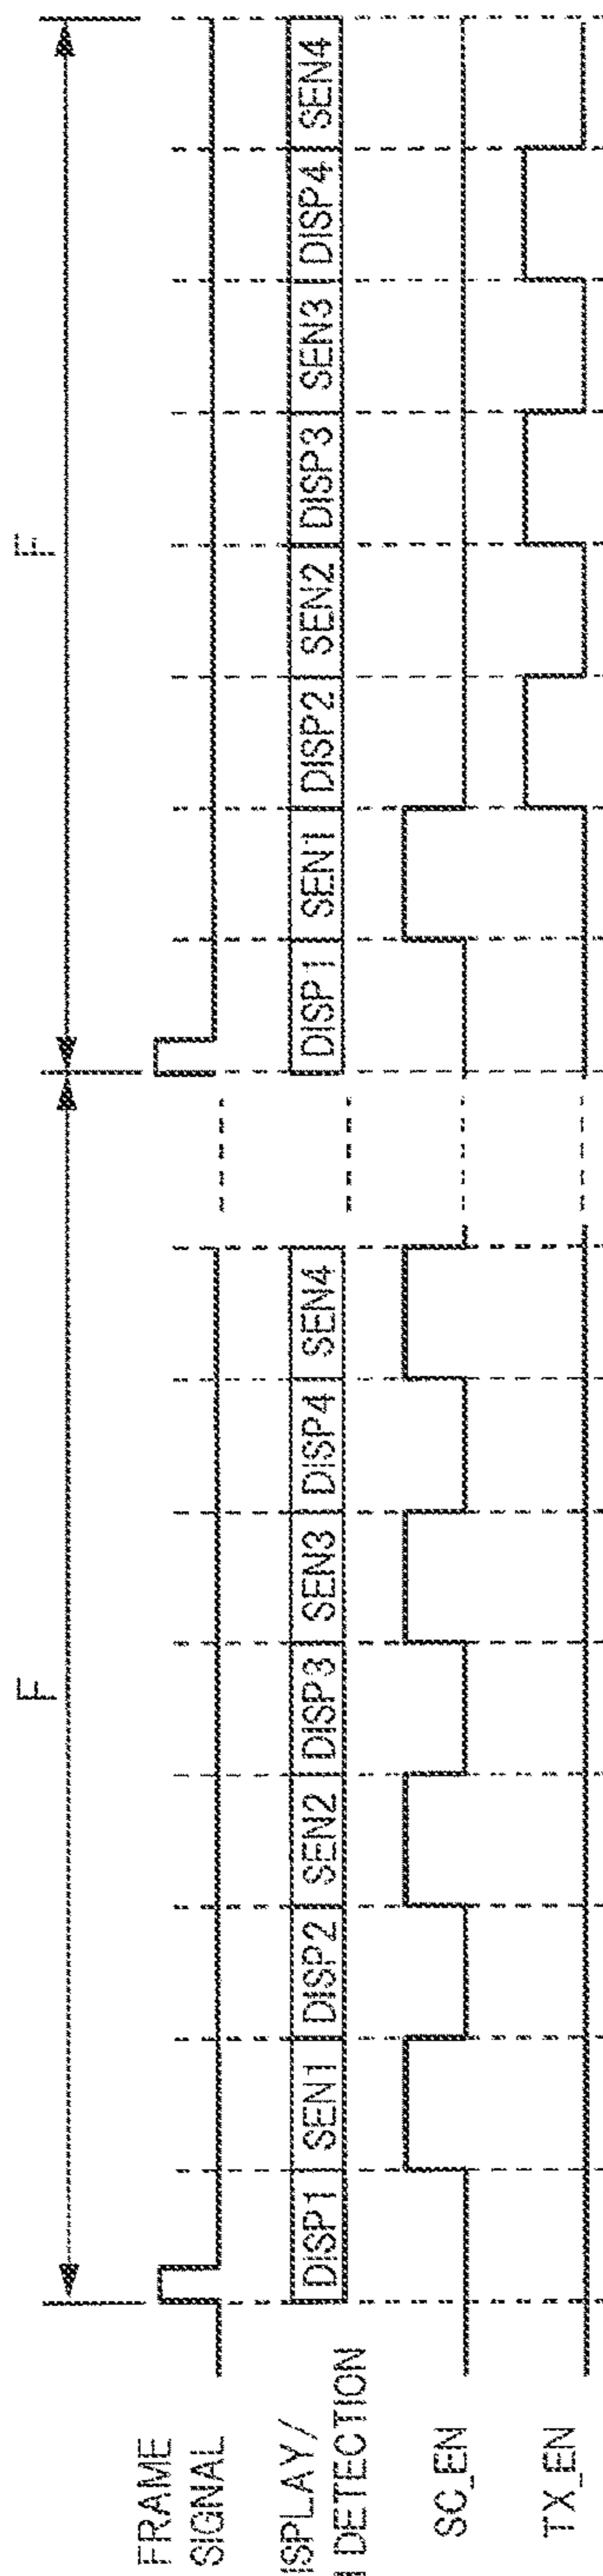 F F
FRAME
SIGNAL
ISPLAY/
DETECTION
DISP1 SEN1 DISP2 SEN2 DISP3 SEN3 DISP4 SEN4
DISP1 SEN1 DISP2 SEN2 DISP3 SEN3 DISP4 SEN4
SC_EN
TX_EN